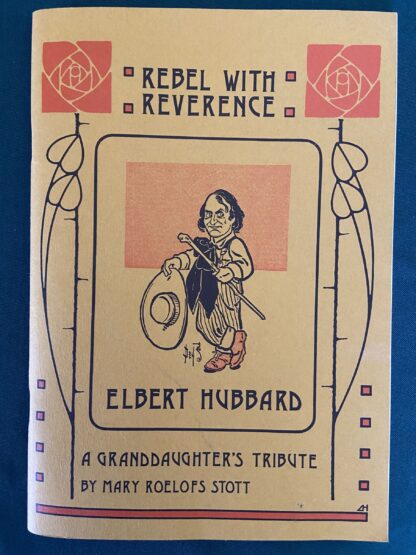 REBEL WITH
REVERENCE
ELBERT HUBBARD
A GRANDDAUGHTER'S TRIBUTE
BY MARY ROELOFS STOTT